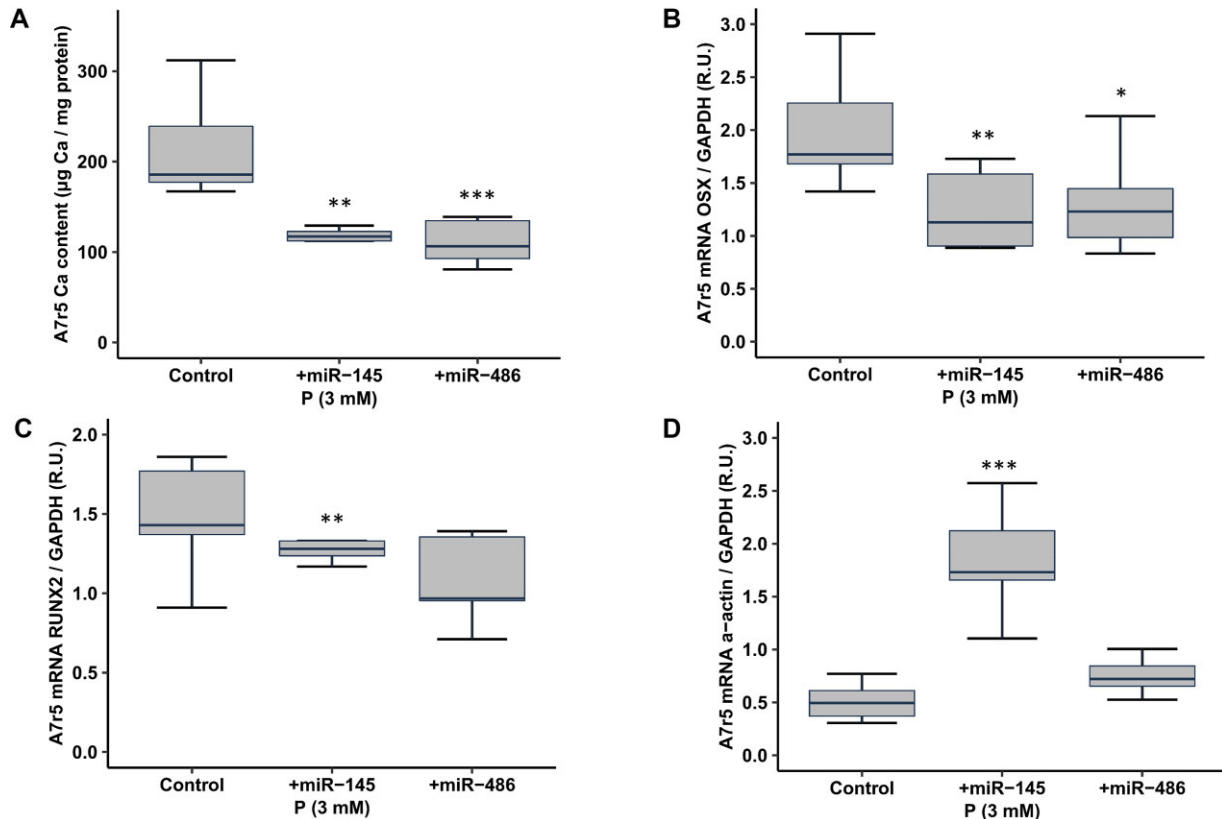 A
A7r5 Ca content (µg Ca / mg protein)
300
200
100
0
**
***
Control
+miR−145
+miR−486
P (3 mM)
B
A7r5 mRNA OSX / GAPDH (R.U.)
3.0
2.5
2.0
1.5
1.0
0.5
0.0
**
*
Control
+miR−145
+miR−486
P (3 mM)
C
A7r5 mRNA RUNX2 / GAPDH (R.U.)
2.0
1.5
1.0
0.5
0.0
**
Control
+miR−145
+miR−486
P (3 mM)
D
A7r5 mRNA a−actin / GAPDH (R.U.)
3.0
2.5
2.0
1.5
1.0
0.5
0.0
***
Control
+miR−145
+miR−486
P (3 mM)